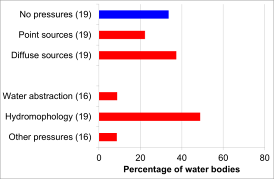 No pressures (19)
Point sources (19)
Diffuse sources (19)
Water abstraction (16)
Hydromophology (19)
Other pressures (16)
0 20 40 60 80
Percentage of water bodies